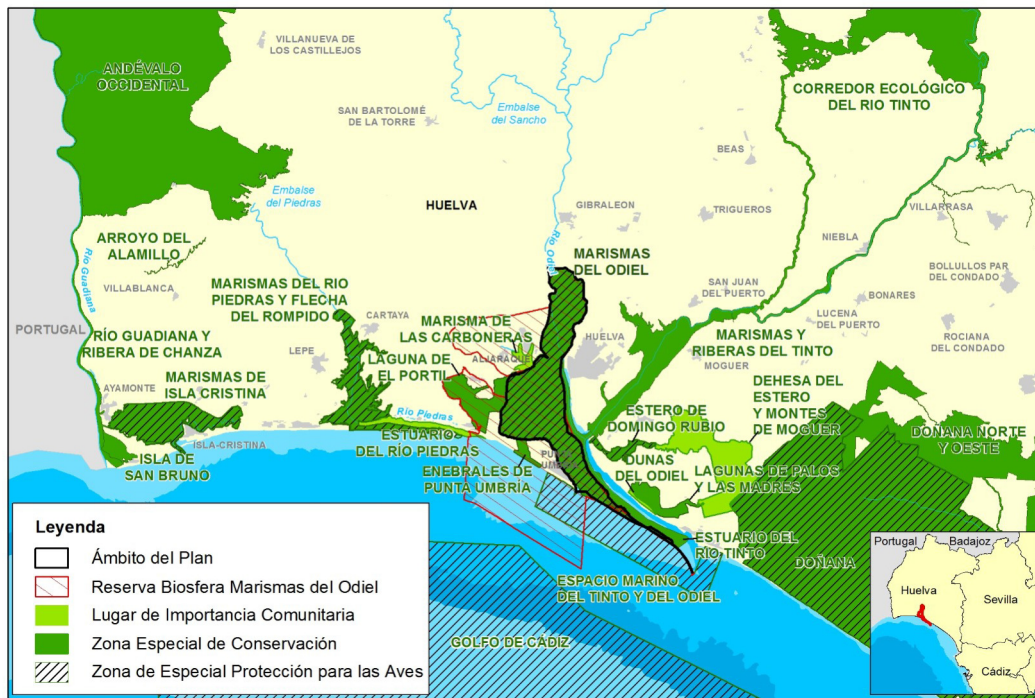 VILLANUEVA DE
LOS CASTILLEJOS
ANDÉVALO
OCCIDENTAL
CORREDOR ECOLÓGICO
DEL RIO TINTO
Embalse
del Sancho
SAN BARTOLOMÉ
DE LA TORRE
BEAS
Embalse
del Piedras
HUELVA
GIBRALEON
TRIGUEROS
VILLARRASA
Río Odiel
NIEBLA
ARROYO DEL
ALAMILLO
Río Guadiana
MARISMAS
DEL ODIEL
BOLLULLOS PAR
DEL CONDADO
VILLABLANCA
MARISMAS DEL RIO
PIEDRAS Y FLECHA
DEL ROMPIDO
SAN JUAN
DEL PUERTO
BONARES
CARTAYA
MARISMA DE
LAS CARBONERAS
LUCENA
DEL PUERTO
PORTUGAL
RÍO GUADIANA Y
RIBERA DE CHANZA
HUELVA
MARISMAS Y
RIBERAS DEL TINTO
ROCIANA
DEL CONDADO
LEPE
LAGUNA DE
EL PORTIL
ALJARAQUE
MOGUER
AYAMONTE
MARISMAS DE
ISLA CRISTINA
DEHESA DEL
ESTERO
Y MONTES
DE MOGUER
Río Piedras
ESTERO DE
DOMINGO RUBIO
DOÑANA NORTE
Y OESTE
ISLA-CRISTINA
ESTUARIO
DEL RÍO PIEDRAS
PUNTA
UMBRÍA
ISLA DE
SAN BRUNO
ENEBRALES DE
PUNTA UMBRÍA
DUNAS
DEL ODIEL
LAGUNAS DE PALOS
Y LAS MADRES
ESTUARIO DEL
RÍO TINTO
DOÑANA
ESPACIO MARINO
DEL TINTO Y DEL ODIEL
GOLFO DE CÁDIZ
Leyenda
Ámbito del Plan
Reserva Biosfera Marismas del Odiel
Lugar de Importancia Comunitaria
Zona Especial de Conservación
Zona de Especial Protección para las Aves
Portugal
Badajoz
Huelva
Sevilla
Cádiz